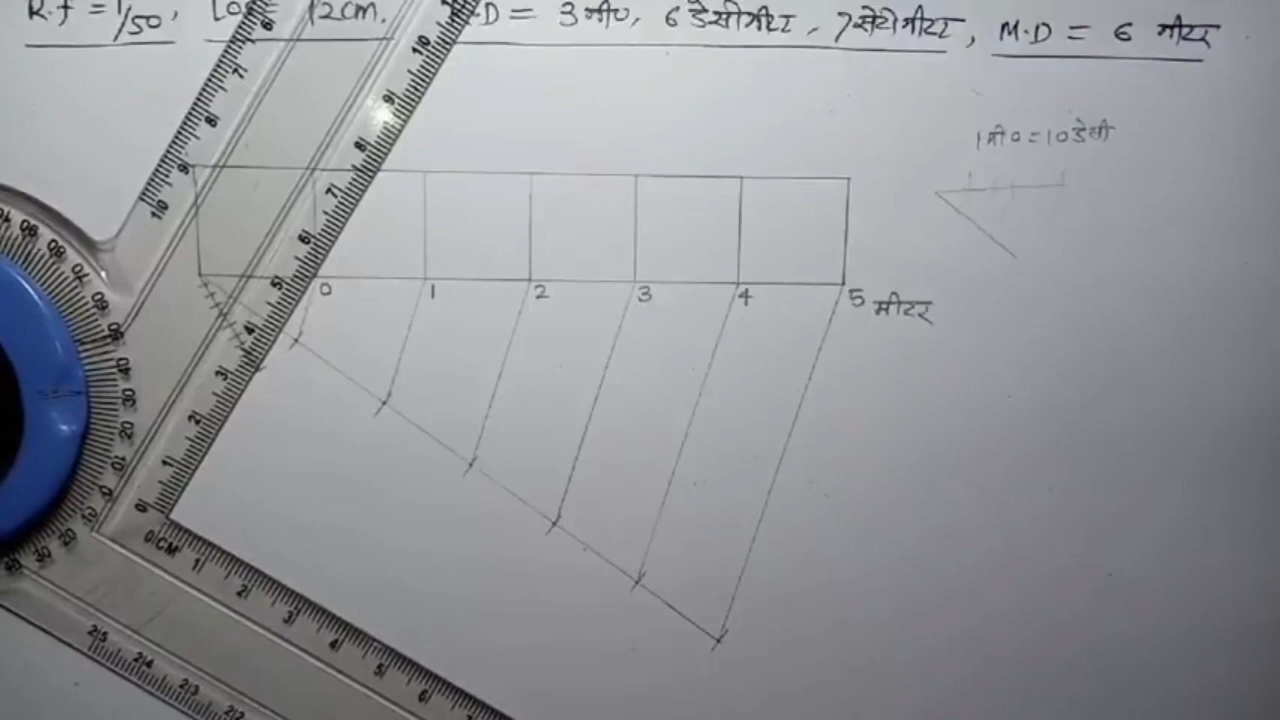 R.f = 1/50, 12cm. D = 3 मी०, 6 डेसीमीटर, 7 सेंटीमीटर, M.D = 6 मीटर
1 मी० = 10 डेसी
0 1 2 3 4 5 मीटर